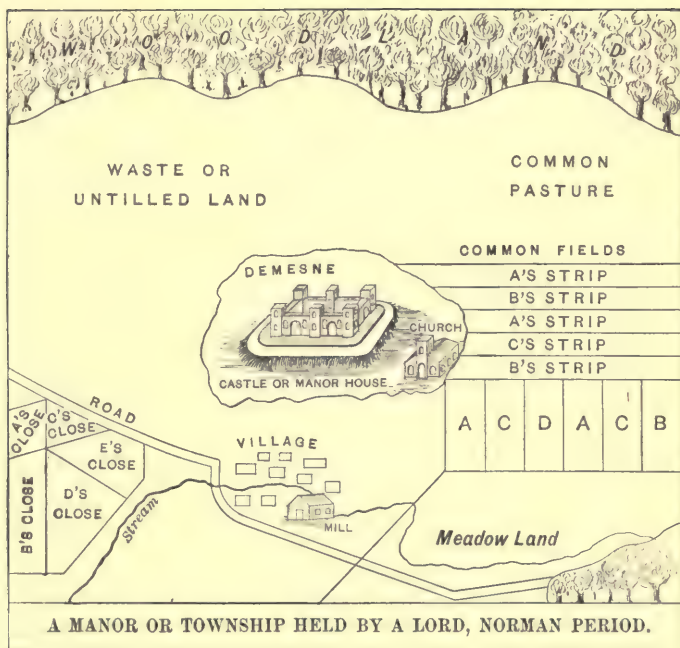 WOODLAND
WASTE OR
UNTILLED LAND
COMMON
PASTURE
COMMON FIELDS
A'S STRIP
B'S STRIP
A'S STRIP
C'S STRIP
B'S STRIP
DEMESNE
CHURCH
CASTLE OR MANOR HOUSE
A C D A C B
ROAD
A'S
CLOSE
C'S
CLOSE
E'S
CLOSE
D'S
CLOSE
B'S CLOSE
VILLAGE
Stream
MILL
Meadow Land
A MANOR OR TOWNSHIP HELD BY A LORD, NORMAN PERIOD.